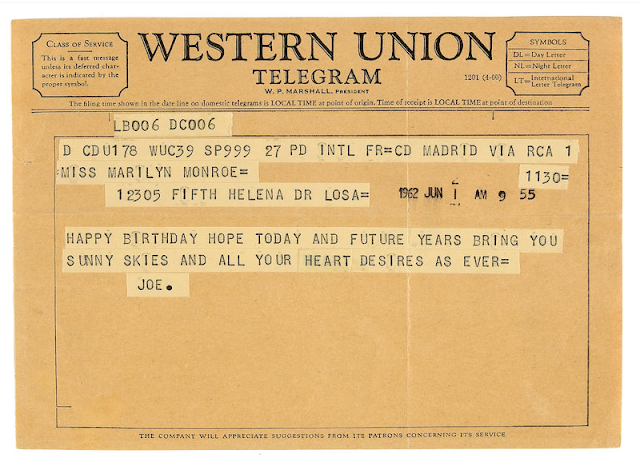 CLASS OF SERVICE
This is a fast message
unless its deferred char-
acter is indicated by the
proper symbol.
WESTERN UNION
TELEGRAM
W. P. MARSHALL, PRESIDENT
1201 (4-60)
SYMBOLS
DL=Day Letter
NL=Night Letter
LT=International Letter Telegram
The filing time shown in the date line on domestic telegrams is LOCAL TIME at point of origin. Time of receipt is LOCAL TIME at point of destination
LB006 DC006
D CDU178 WUC39 SP999 27 PD INTL FR=CD MADRID VIA RCA 1
:MISS MARILYN MONROE= 1130=
12305 FIFTH HELENA DR LOSA= 1962 JUN 1 AM 9 55
HAPPY BIRTHDAY HOPE TODAY AND FUTURE YEARS BRING YOU
SUNNY SKIES AND ALL YOUR HEART DESIRES AS EVER=
JOE.
THE COMPANY WILL APPRECIATE SUGGESTIONS FROM ITS PATRONS CONCERNING ITS SERVICE